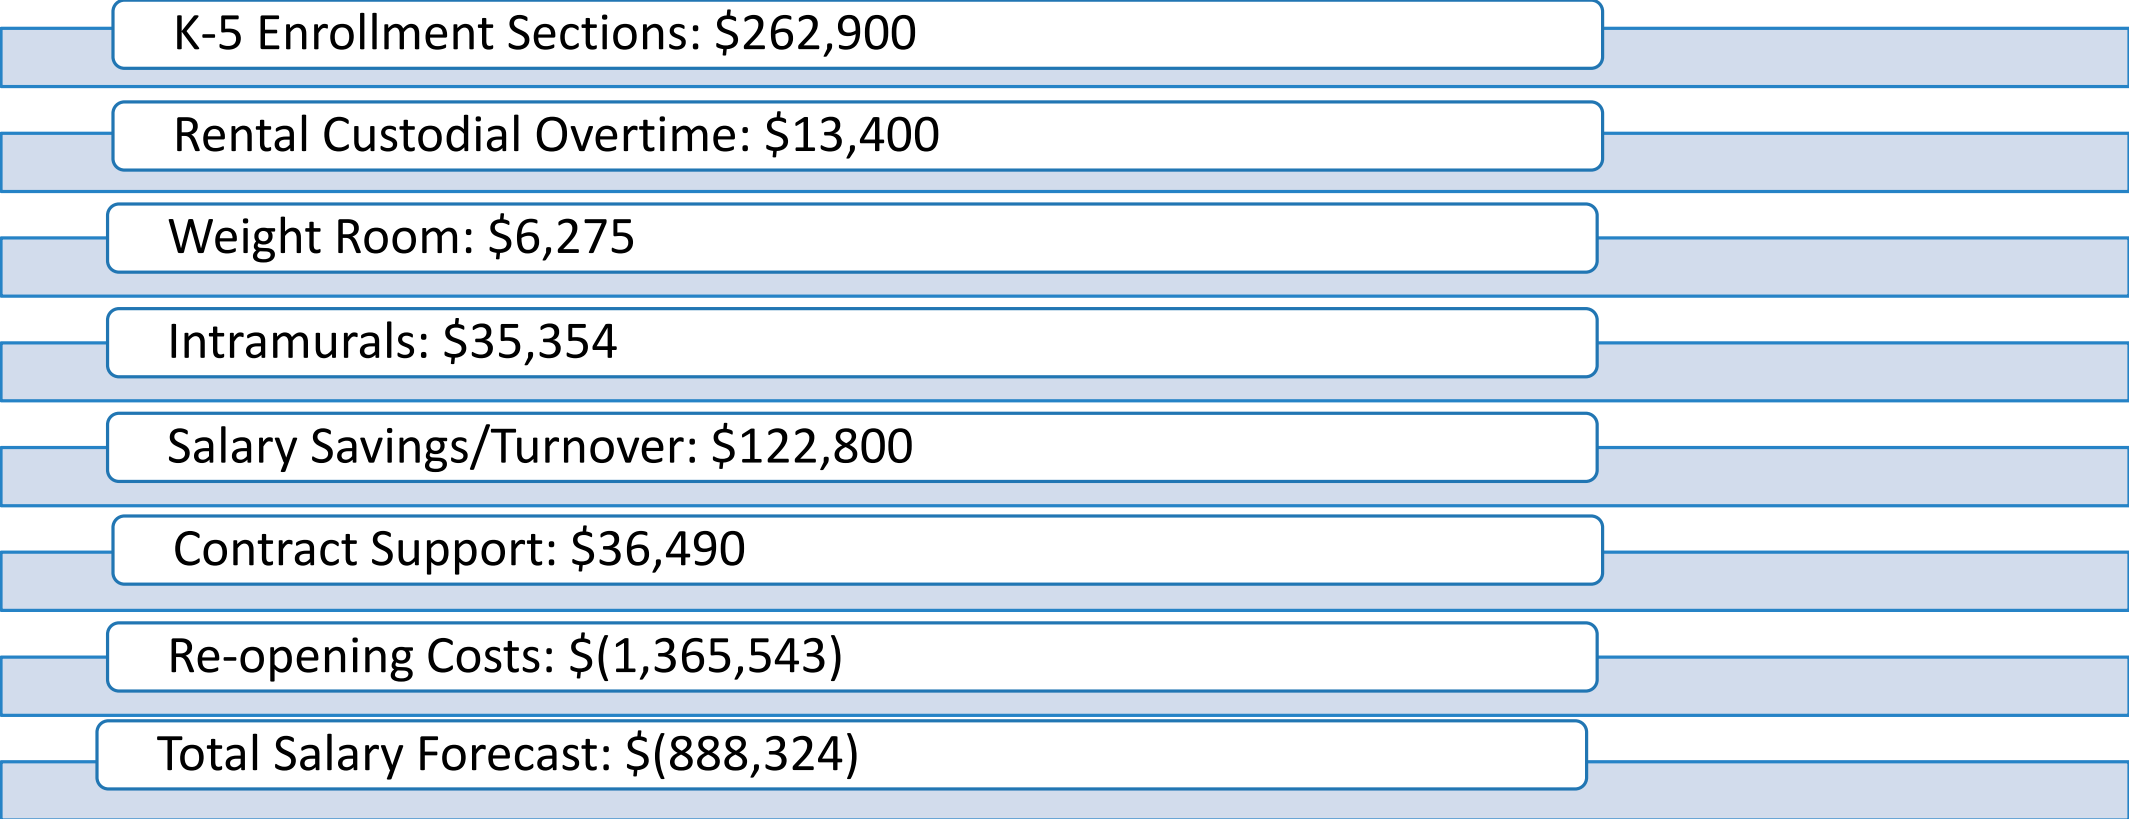 K-5 Enrollment Sections: $262,900
Rental Custodial Overtime: $13,400
Weight Room: $6,275
Intramurals: $35,354
Salary Savings/Turnover: $122,800
Contract Support: $36,490
Re-opening Costs: $(1,365,543)
Total Salary Forecast: $(888,324)